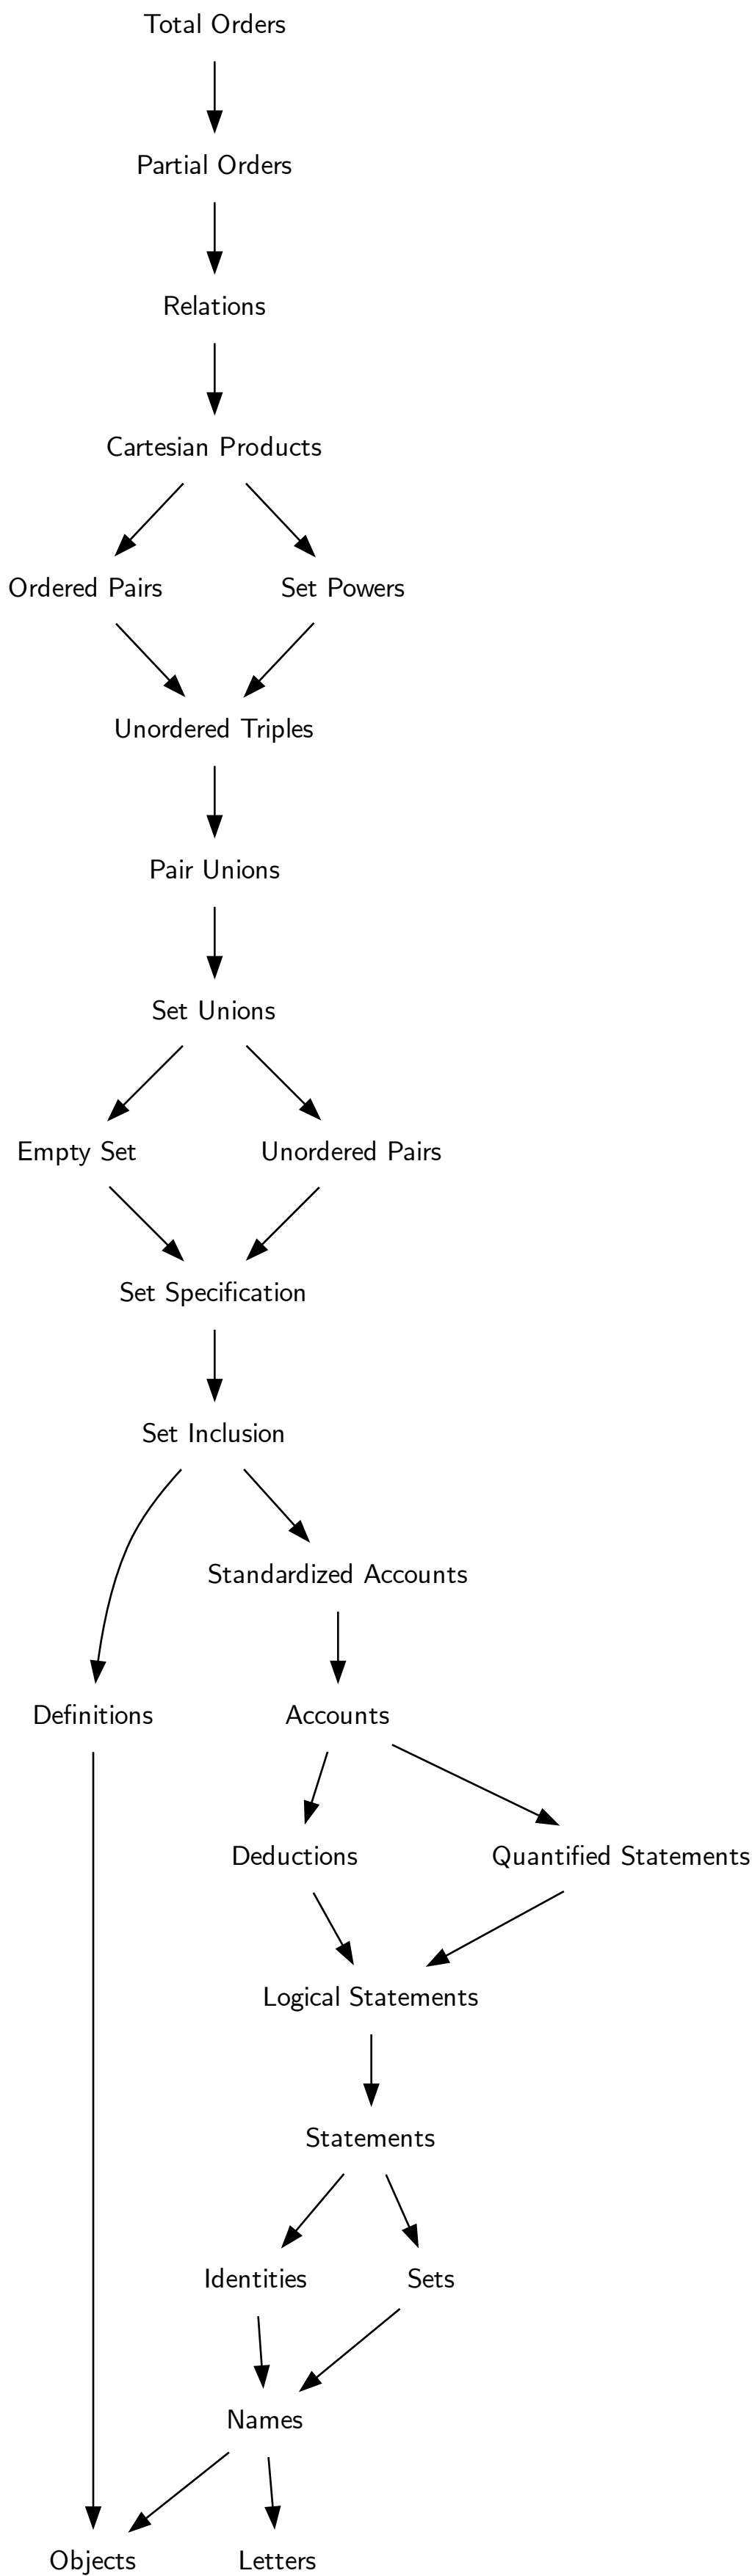 Total Orders
Partial Orders
Relations
Cartesian Products
Ordered Pairs
Set Powers
Unordered Triples
Pair Unions
Set Unions
Empty Set
Unordered Pairs
Set Specification
Set Inclusion
Standardized Accounts
Definitions
Accounts
Deductions
Quantified Statements
Logical Statements
Statements
Identities
Sets
Names
Objects
Letters